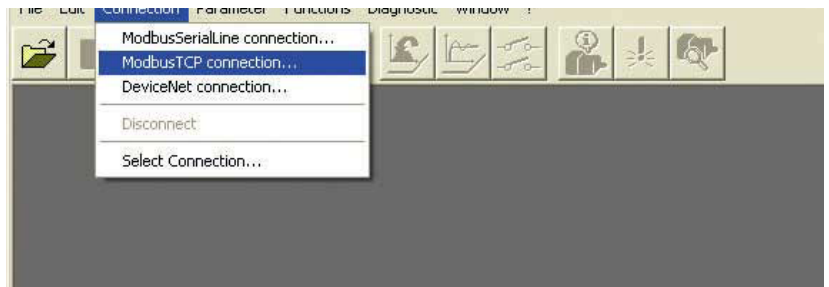 File Edit Connection Parameter Functions Diagnostic Window ?
ModbusSerialLine connection...
ModbusTCP connection...
DeviceNet connection...
Disconnect
Select Connection...